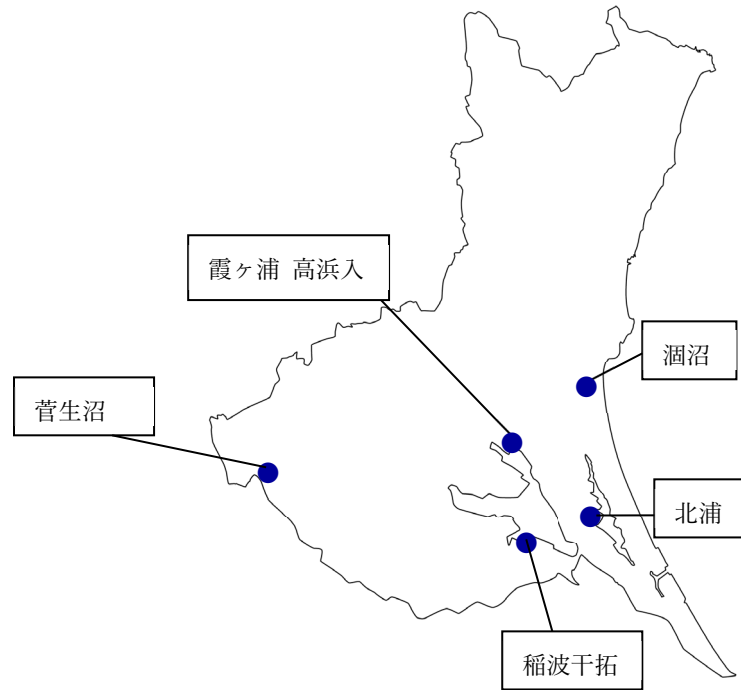 霞ヶ浦 高浜入
涸沼
菅生沼
北浦
稲波干拓